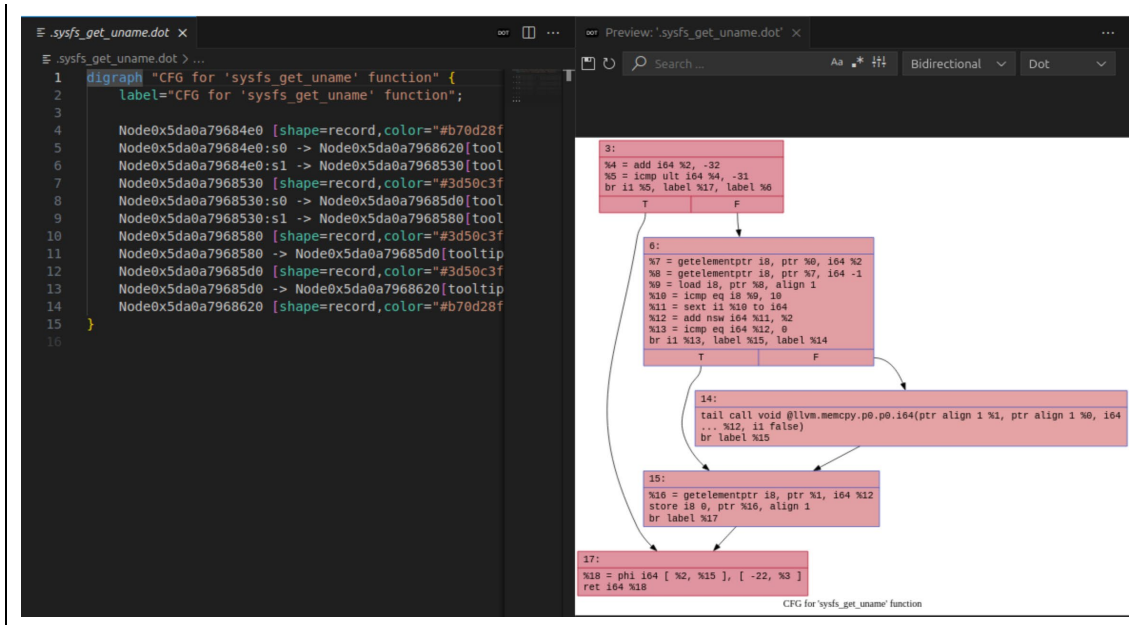 .sysfs_get_uname.dot
.sysfs_get_uname.dot > ...
1 digraph "CFG for 'sysfs_get_uname' function" {
2 label="CFG for 'sysfs_get_uname' function";
3
4 Node0x5da0a79684e0 [shape=record,color="#b70d28f
5 Node0x5da0a79684e0:s0 -> Node0x5da0a7968620[tool
6 Node0x5da0a79684e0:s1 -> Node0x5da0a7968530[tool
7 Node0x5da0a7968530 [shape=record,color="#3d50c3f
8 Node0x5da0a7968530:s0 -> Node0x5da0a79685d0[tool
9 Node0x5da0a7968530:s1 -> Node0x5da0a7968580[tool
10 Node0x5da0a7968580 [shape=record,color="#3d50c3f
11 Node0x5da0a7968580 -> Node0x5da0a79685d0[tooltip
12 Node0x5da0a79685d0 [shape=record,color="#3d50c3f
13 Node0x5da0a79685d0 -> Node0x5da0a7968620[tooltip
14 Node0x5da0a7968620 [shape=record,color="#b70d28f
15 }
16
DOT Preview: '.sysfs_get_uname.dot'
Search ... Aa .* Bidirectional Dot
3:
%4 = add i64 %2, -32
%5 = icmp ult i64 %4, -31
br i1 %5, label %17, label %6
T F
6:
%7 = getelementptr i8, ptr %0, i64 %2
%8 = getelementptr i8, ptr %7, i64 -1
%9 = load i8, ptr %8, align 1
%10 = icmp eq i8 %9, 10
%11 = sext i1 %10 to i64
%12 = add nsw i64 %11, %2
%13 = icmp eq i64 %12, 0
br i1 %13, label %15, label %14
T F
14:
tail call void @llvm.memcpy.p0.p0.i64(ptr align 1 %1, ptr align 1 %0, i64
... %12, i1 false)
br label %15
15:
%16 = getelementptr i8, ptr %1, i64 %12
store i8 0, ptr %16, align 1
br label %17
17:
%18 = phi i64 [ %2, %15 ], [ -22, %3 ]
ret i64 %18
CFG for 'sysfs_get_uname' function